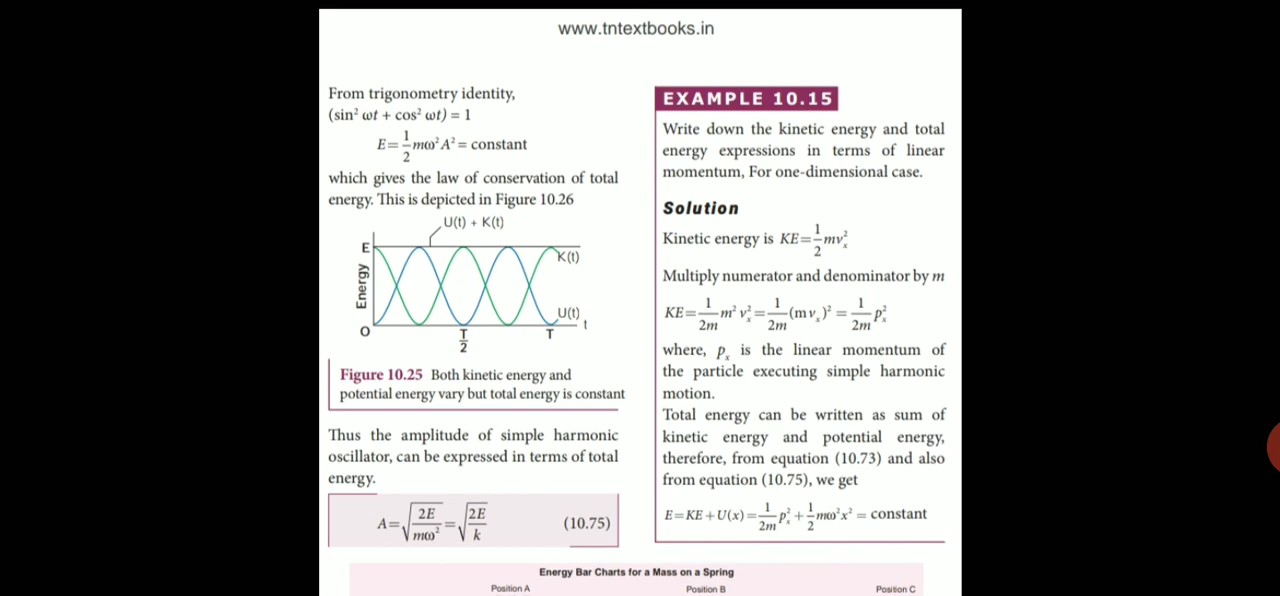 www.tntextbooks.in
From trigonometry identity,
(sin² ωt + cos² ωt) = 1
E= 1/2 mω² A² = constant
which gives the law of conservation of total
energy. This is depicted in Figure 10.26
U(t) + K(t)
E
K(t)
Energy
U(t)
O
T/2
T
t
Figure 10.25 Both kinetic energy and
potential energy vary but total energy is constant
Thus the amplitude of simple harmonic
oscillator, can be expressed in terms of total
energy.
A=√(2E/mω²) = √(2E/k) (10.75)
EXAMPLE 10.15
Write down the kinetic energy and total
energy expressions in terms of linear
momentum, For one-dimensional case.
Solution
Kinetic energy is KE= 1/2 mvₓ²
Multiply numerator and denominator by m
KE= 1/2m m² vₓ² = 1/2m (mvₓ)² = 1/2m pₓ²
where, pₓ is the linear momentum of
the particle executing simple harmonic
motion.
Total energy can be written as sum of
kinetic energy and potential energy,
therefore, from equation (10.73) and also
from equation (10.75), we get
E=KE+U(x)= 1/2m pₓ² + 1/2 mω²x² = constant
Energy Bar Charts for a Mass on a Spring
Position A Position B Position C